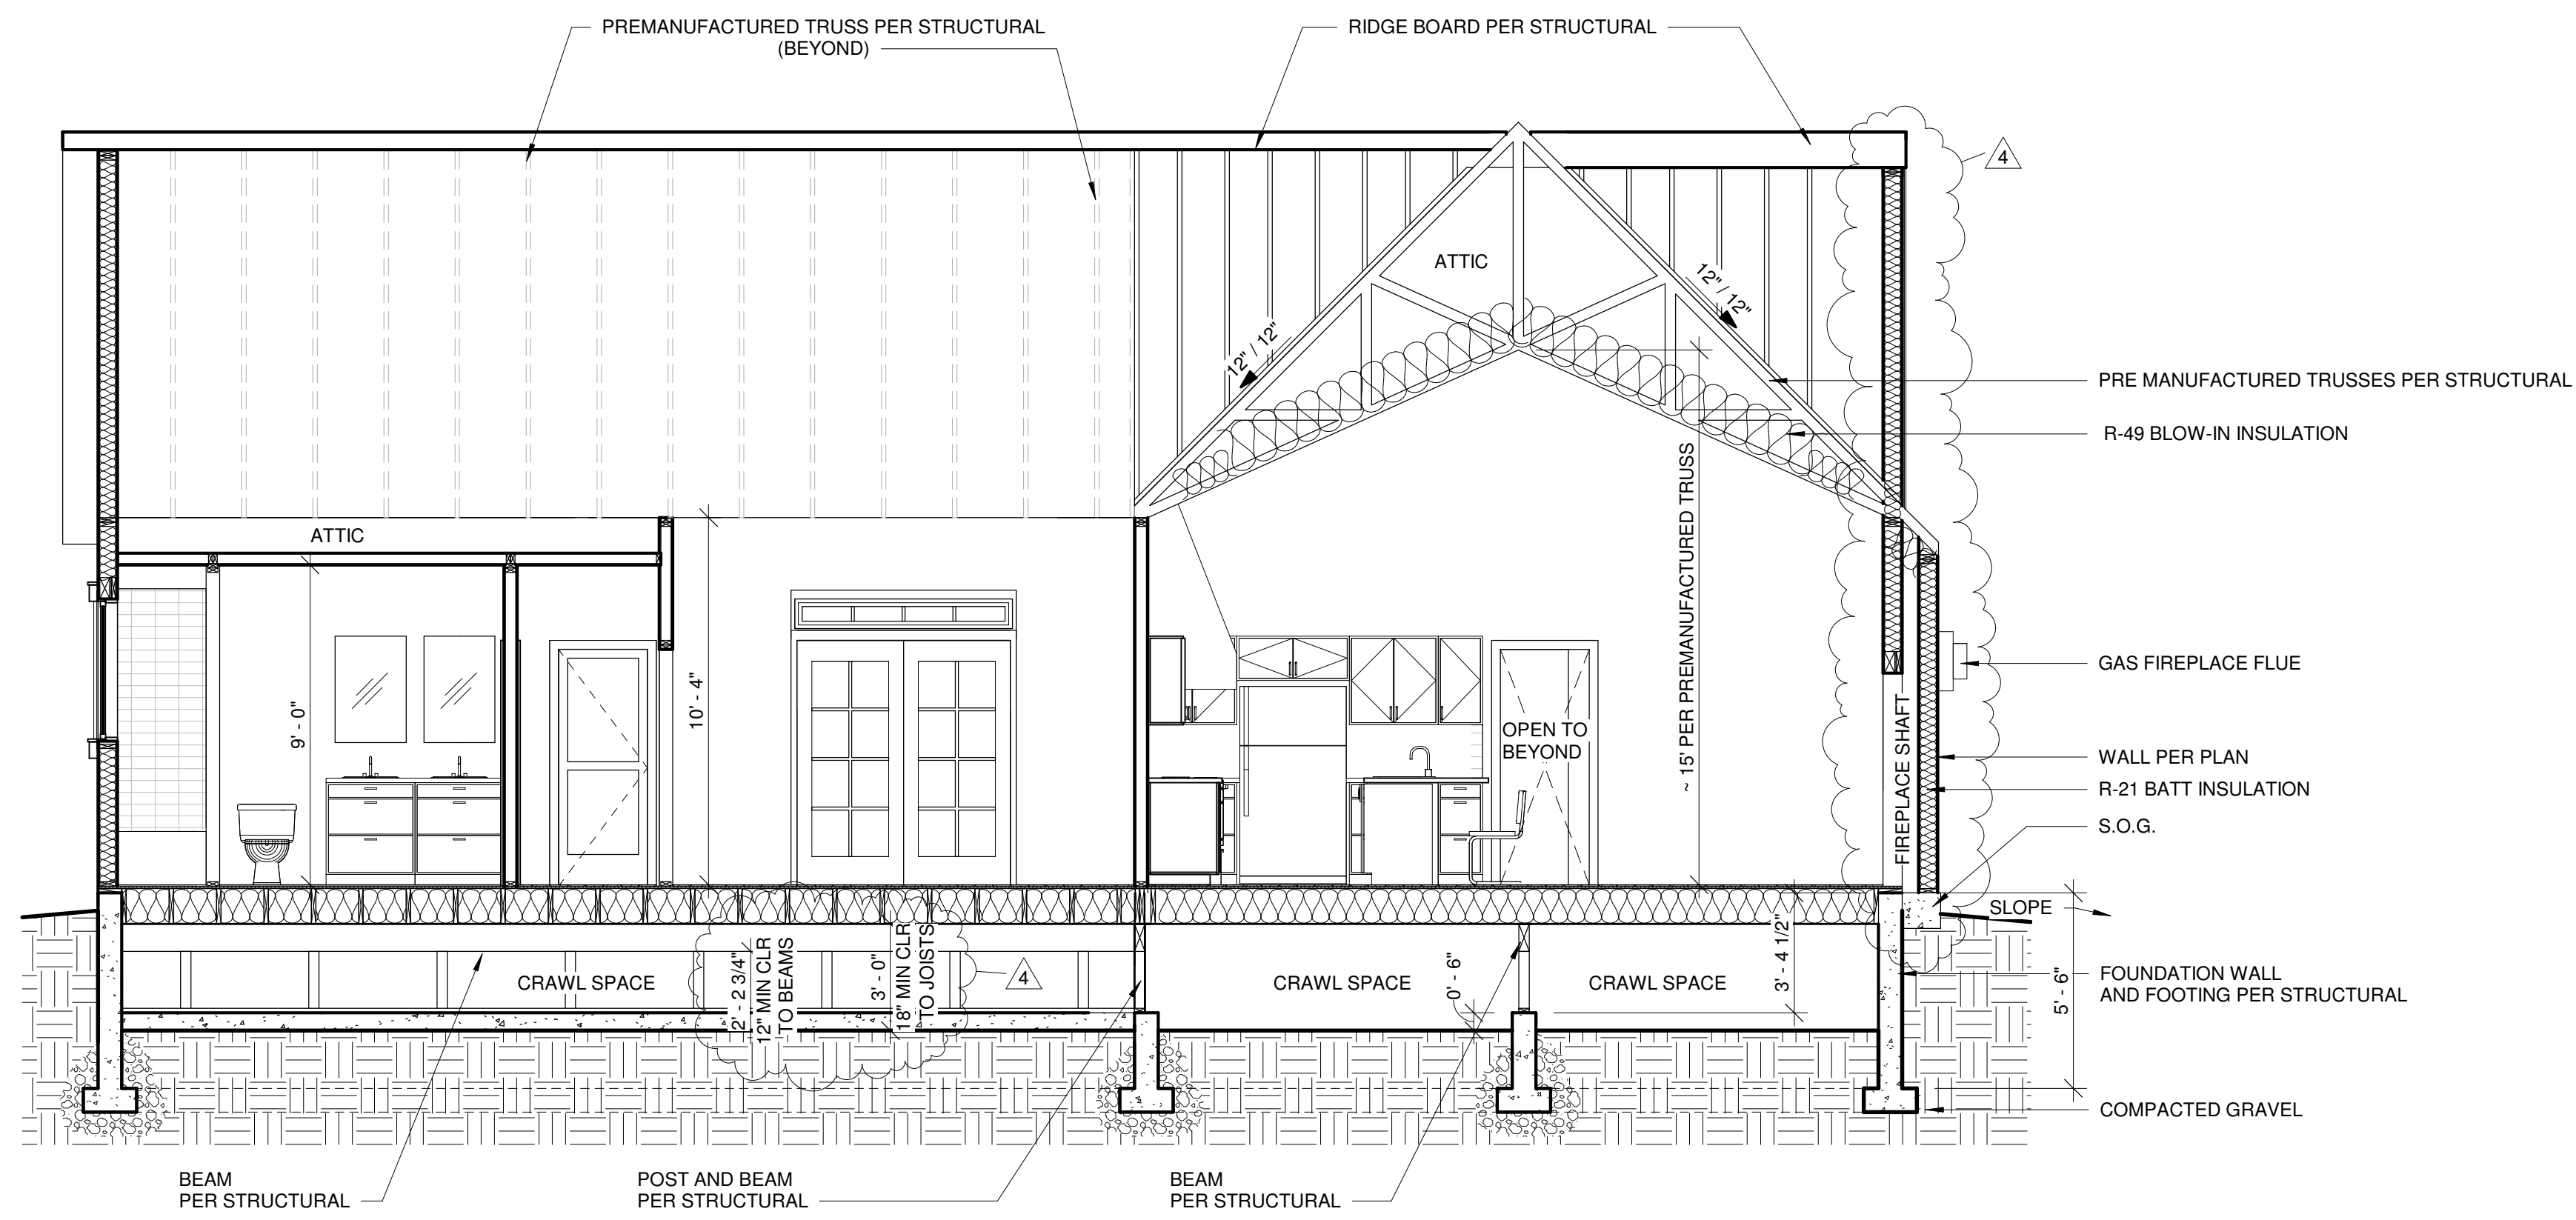 PREMANUFACTURED TRUSS PER STRUCTURAL
(BEYOND)
RIDGE BOARD PER STRUCTURAL
4
ATTIC
12" / 12"
12" / 12"
PRE MANUFACTURED TRUSSES PER STRUCTURAL
R-49 BLOW-IN INSULATION
~ 15' PER PREMANUFACTURED TRUSS
ATTIC
9' - 0"
10' - 4"
OPEN TO
BEYOND
FIREPLACE SHAFT
GAS FIREPLACE FLUE
WALL PER PLAN
R-21 BATT INSULATION
S.O.G.
SLOPE
CRAWL SPACE
2' - 2 3/4"
12" MIN CLR
TO BEAMS
3' - 0"
18" MIN CLR
TO JOISTS
4
CRAWL SPACE
0' - 6"
CRAWL SPACE
3' - 4 1/2"
5' - 6"
FOUNDATION WALL
AND FOOTING PER STRUCTURAL
COMPACTED GRAVEL
BEAM
PER STRUCTURAL
POST AND BEAM
PER STRUCTURAL
BEAM
PER STRUCTURAL